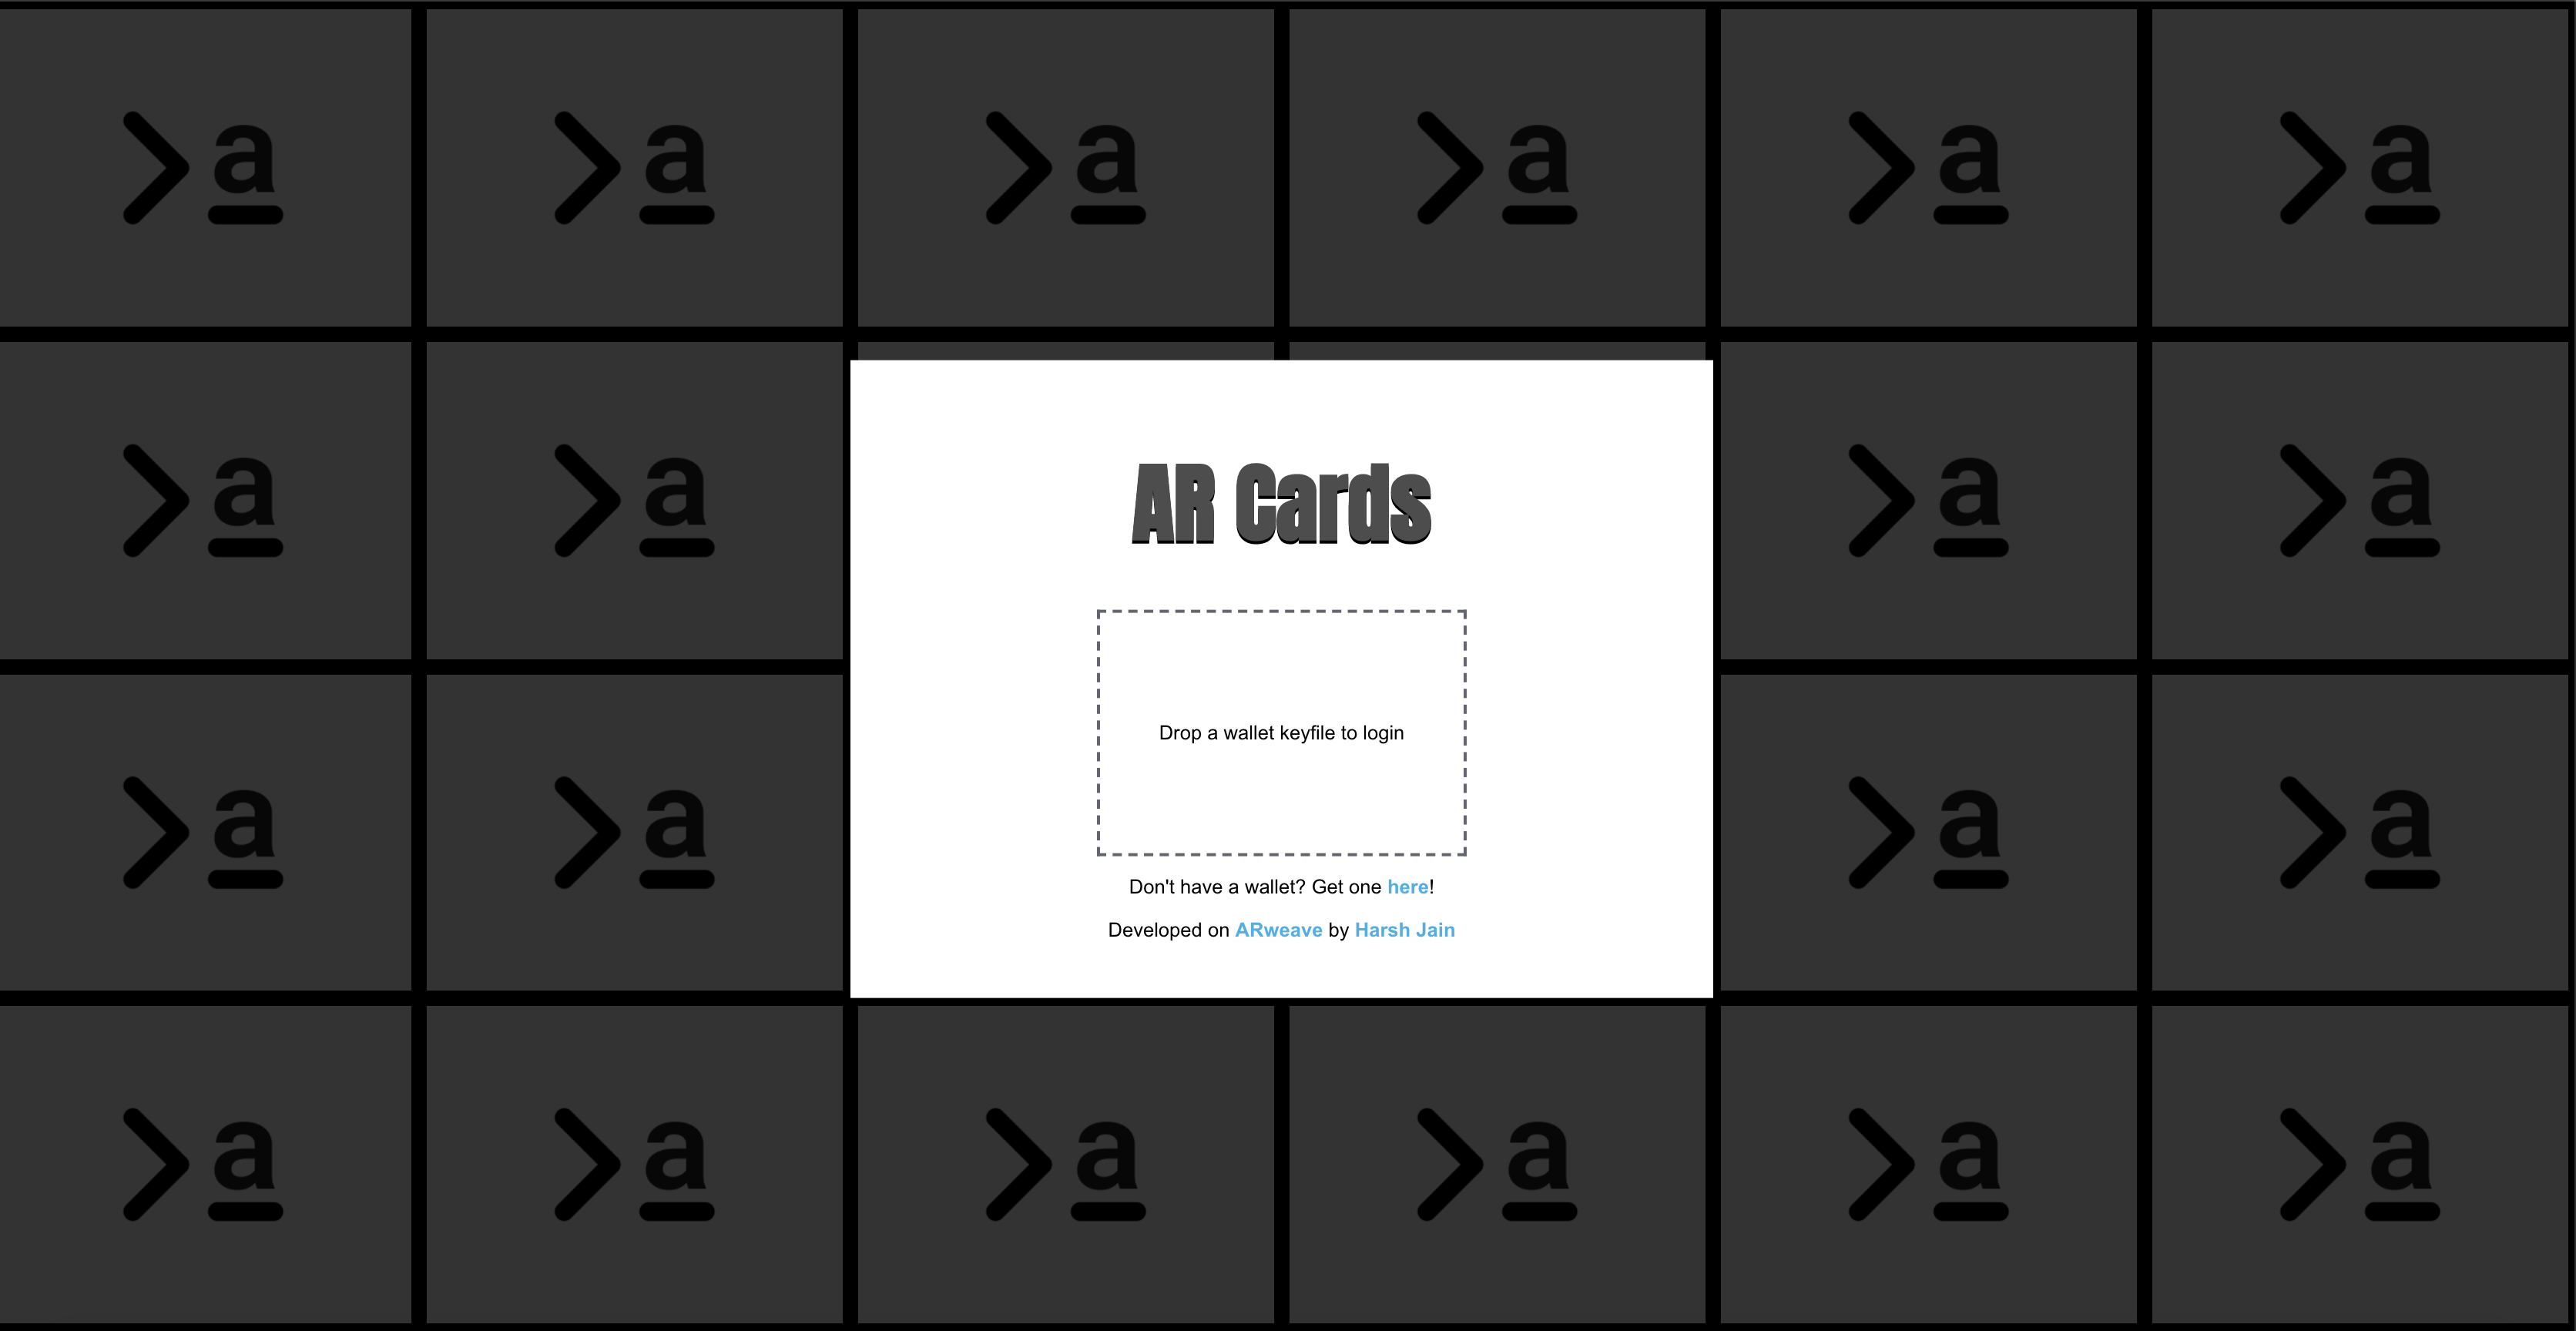 >a >a >a >a >a >a
>a >a >a >a
AR Cards
Drop a wallet keyfile to login
>a >a >a >a
Don't have a wallet? Get one here!
Developed on ARweave by Harsh Jain
>a >a >a >a >a >a